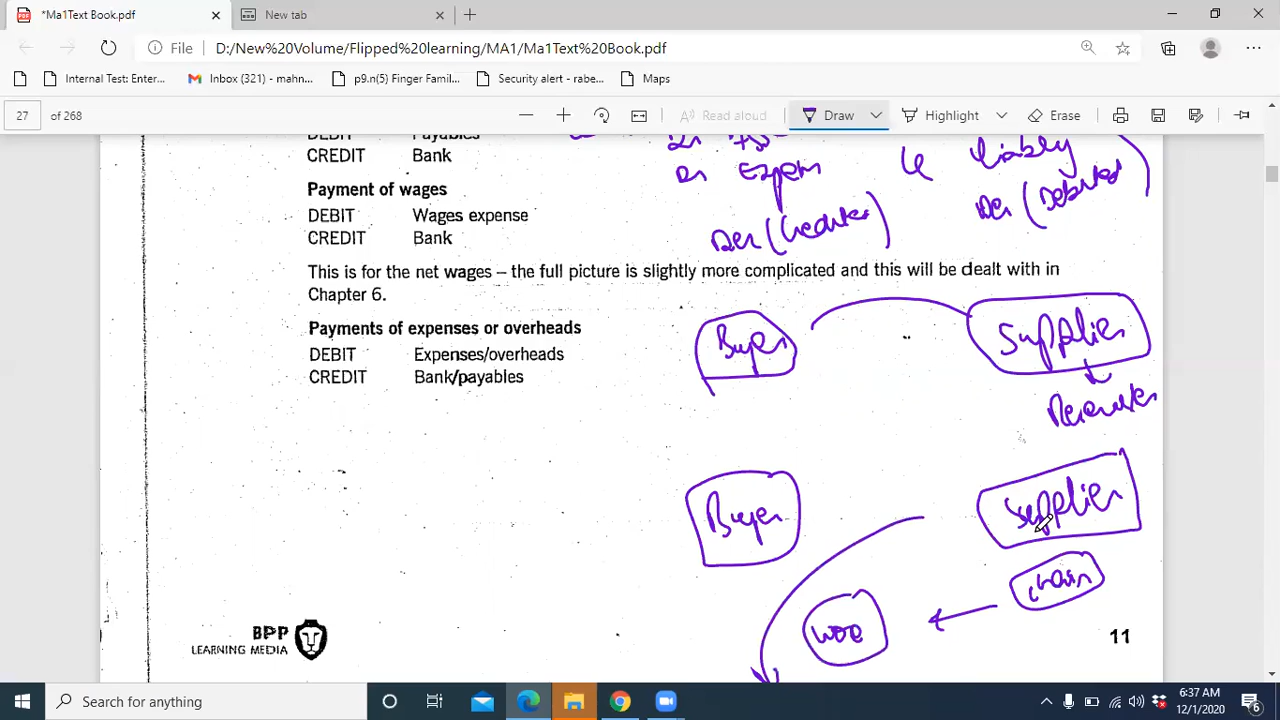 *Ma1Text Book.pdf
New tab
File
D:/New%20Volume/Flipped%20learning/MA1/Ma1Text%20Book.pdf
Internal Test: Enter...
Inbox (321) - mahn...
p9.n(5) Finger Famil...
Security alert - rabe...
Maps
27 of 268
Read aloud
Draw
Highlight
Erase
DEBIT Payables
CREDIT Bank
Payment of wages
DEBIT Wages expense
CREDIT Bank
This is for the net wages – the full picture is slightly more complicated and this will be dealt with in
Chapter 6.
Payments of expenses or overheads
DEBIT Expenses/overheads
CREDIT Bank/payables
Buyer
Supplier
Buyer
Supplier
BPP
LEARNING MEDIA
11
Search for anything
6:37 AM
12/1/2020
6